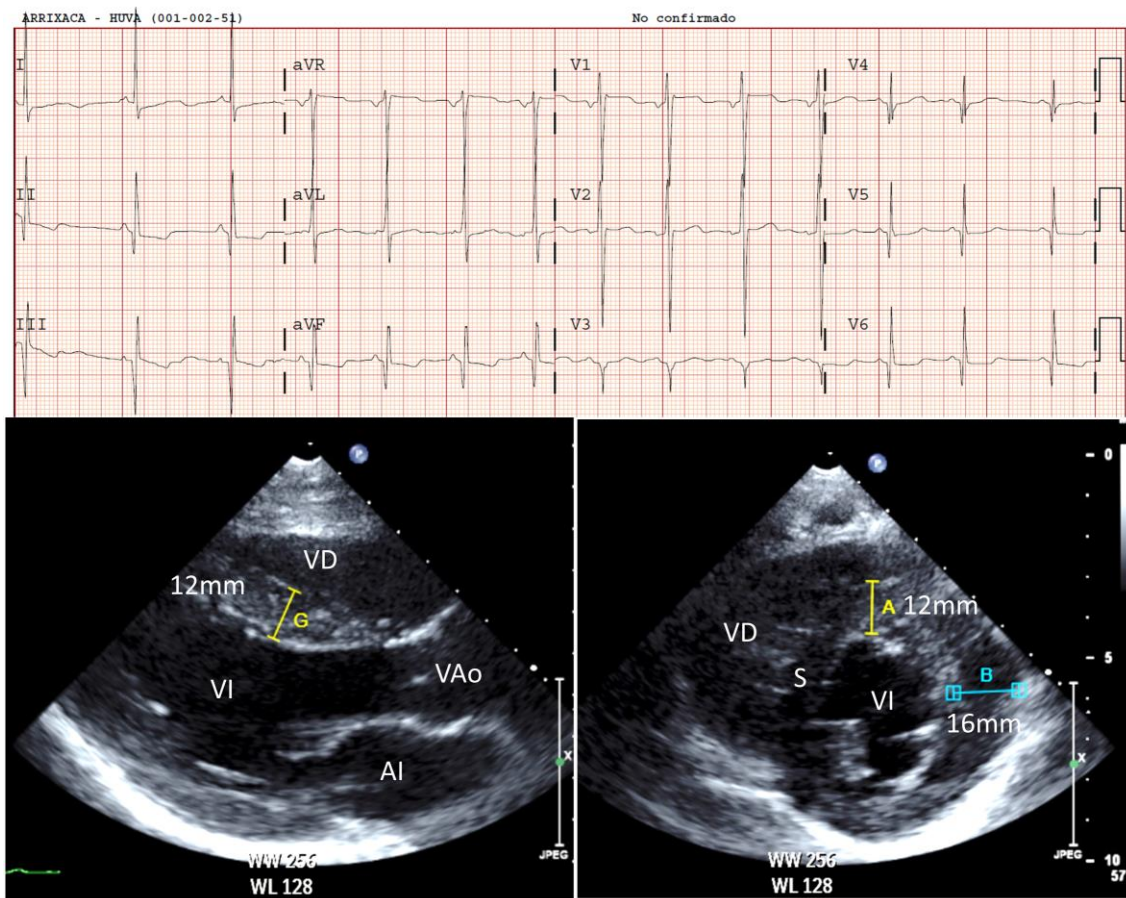 ARRIXACA - HUVA (001-002-51) No confirmado
I aVR V1 V4
II aVL V2 V5
III aVF V3 V6
P
VD
12mm
G
VI
VAo
AI
X
JPEG
WW 256
WL 128
P
0
A
12mm
VD
5
S
B
VI
16mm
X
JPEG
10
57
WW 256
WL 128